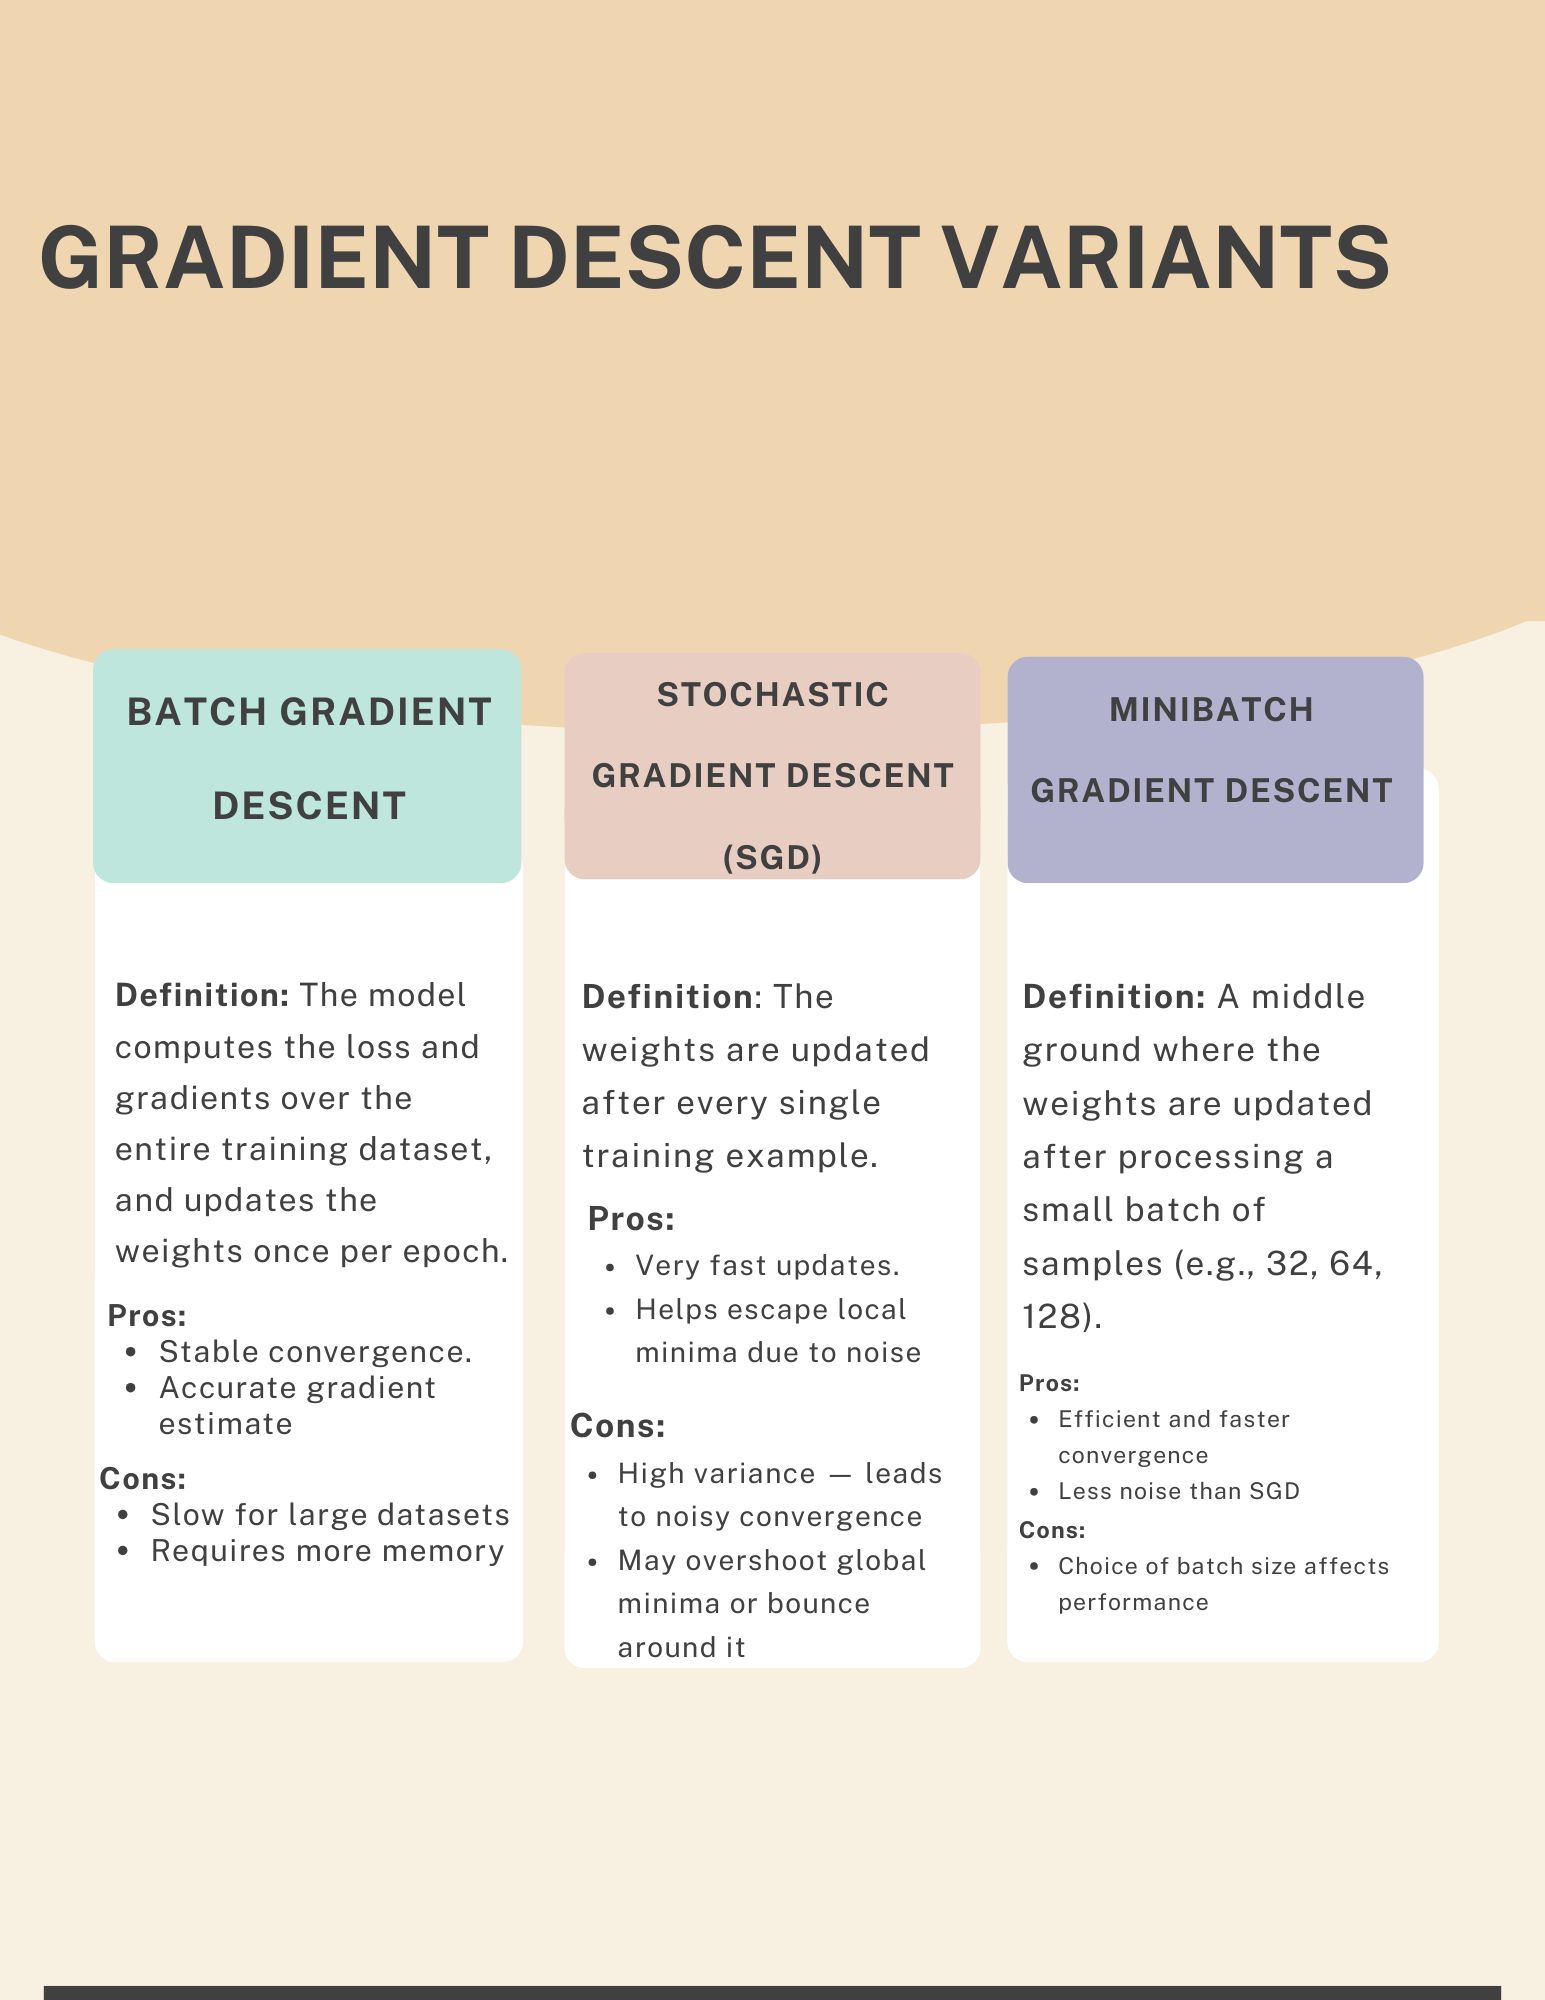 GRADIENT DESCENT VARIANTS
BATCH GRADIENT
DESCENT
Definition: The model
computes the loss and
gradients over the
entire training dataset,
and updates the
weights once per epoch.
Pros:
• Stable convergence.
• Accurate gradient
estimate
Cons:
• Slow for large datasets
• Requires more memory
STOCHASTIC
GRADIENT DESCENT
(SGD)
Definition: The
weights are updated
after every single
training example.
Pros:
• Very fast updates.
• Helps escape local
minima due to noise
Cons:
• High variance — leads
to noisy convergence
• May overshoot global
minima or bounce
around it
MINIBATCH
GRADIENT DESCENT
Definition: A middle
ground where the
weights are updated
after processing a
small batch of
samples (e.g., 32, 64,
128).
Pros:
• Efficient and faster
convergence
• Less noise than SGD
Cons:
• Choice of batch size affects
performance